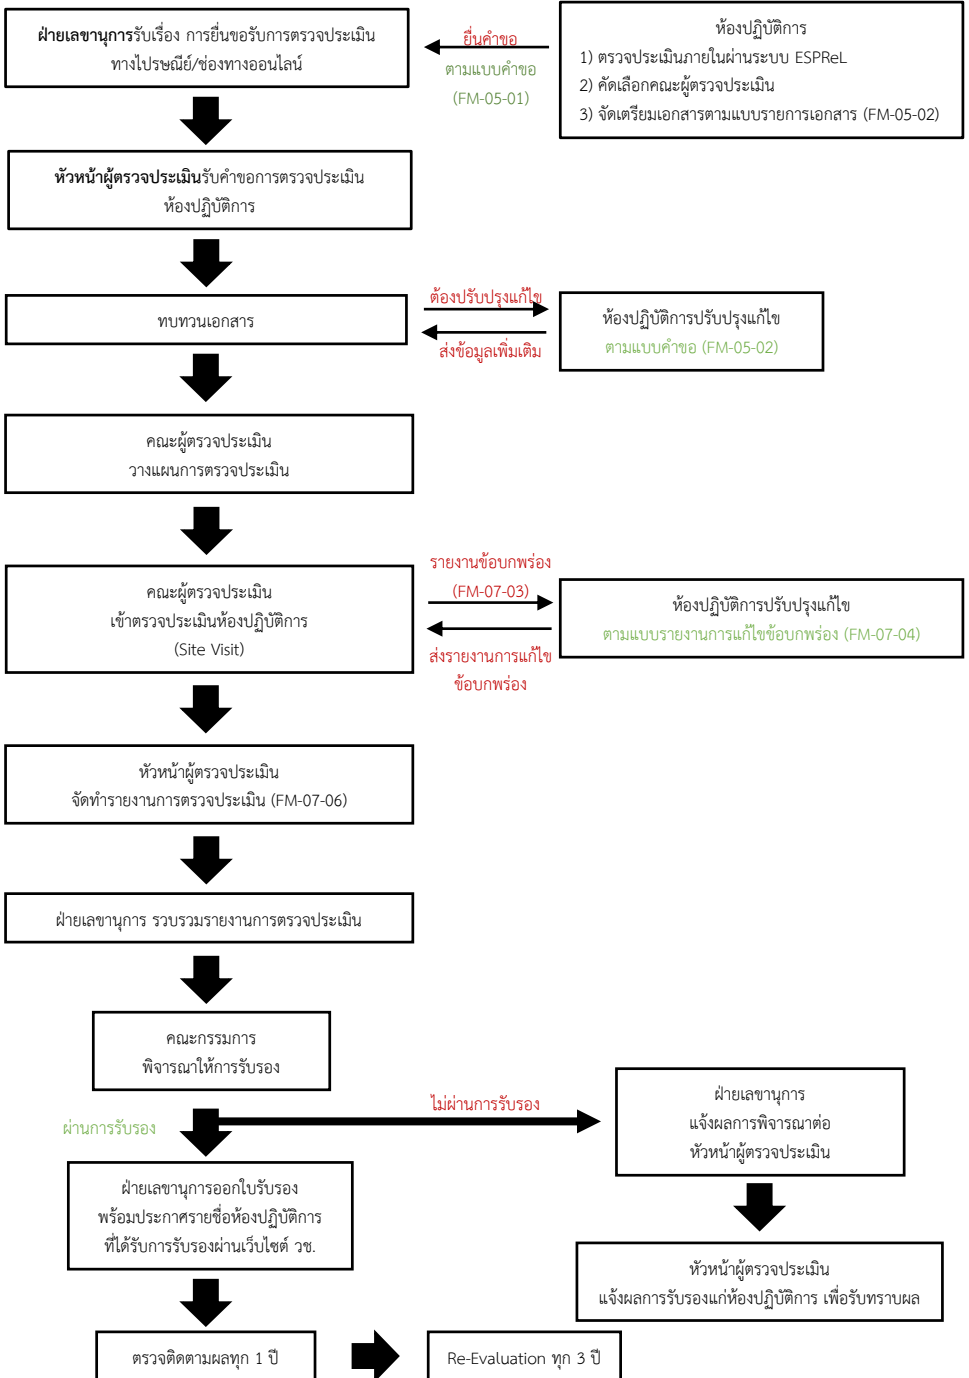 ฝ่ายเลขานุการรับเรื่อง การยื่นขอรับการตรวจประเมิน
ทางไปรษณีย์/ช่องทางออนไลน์
ยื่นคำขอ
ตามแบบคำขอ
(FM-05-01)
ห้องปฏิบัติการ
1) ตรวจประเมินภายในผ่านระบบ ESPReL
2) คัดเลือกคณะผู้ตรวจประเมิน
3) จัดเตรียมเอกสารตามแบบรายการเอกสาร (FM-05-02)
หัวหน้าผู้ตรวจประเมินรับคำขอการตรวจประเมิน
ห้องปฏิบัติการ
ทบทวนเอกสาร
ต้องปรับปรุงแก้ไข
ส่งข้อมูลเพิ่มเติม
ห้องปฏิบัติการปรับปรุงแก้ไข
ตามแบบคำขอ (FM-05-02)
คณะผู้ตรวจประเมิน
วางแผนการตรวจประเมิน
คณะผู้ตรวจประเมิน
เข้าตรวจประเมินห้องปฏิบัติการ
(Site Visit)
รายงานข้อบกพร่อง
(FM-07-03)
ส่งรายงานการแก้ไข
ข้อบกพร่อง
ห้องปฏิบัติการปรับปรุงแก้ไข
ตามแบบรายงานการแก้ไขข้อบกพร่อง (FM-07-04)
หัวหน้าผู้ตรวจประเมิน
จัดทำรายงานการตรวจประเมิน (FM-07-06)
ฝ่ายเลขานุการ รวบรวมรายงานการตรวจประเมิน
คณะกรรมการ
พิจารณาให้การรับรอง
ผ่านการรับรอง
ไม่ผ่านการรับรอง
ฝ่ายเลขานุการ
แจ้งผลการพิจารณาต่อ
หัวหน้าผู้ตรวจประเมิน
ฝ่ายเลขานุการออกใบรับรอง
พร้อมประกาศรายชื่อห้องปฏิบัติการ
ที่ได้รับการรับรองผ่านเว็บไซต์ วช.
หัวหน้าผู้ตรวจประเมิน
แจ้งผลการรับรองแก่ห้องปฏิบัติการ เพื่อรับทราบผล
ตรวจติดตามผลทุก 1 ปี
Re-Evaluation ทุก 3 ปี